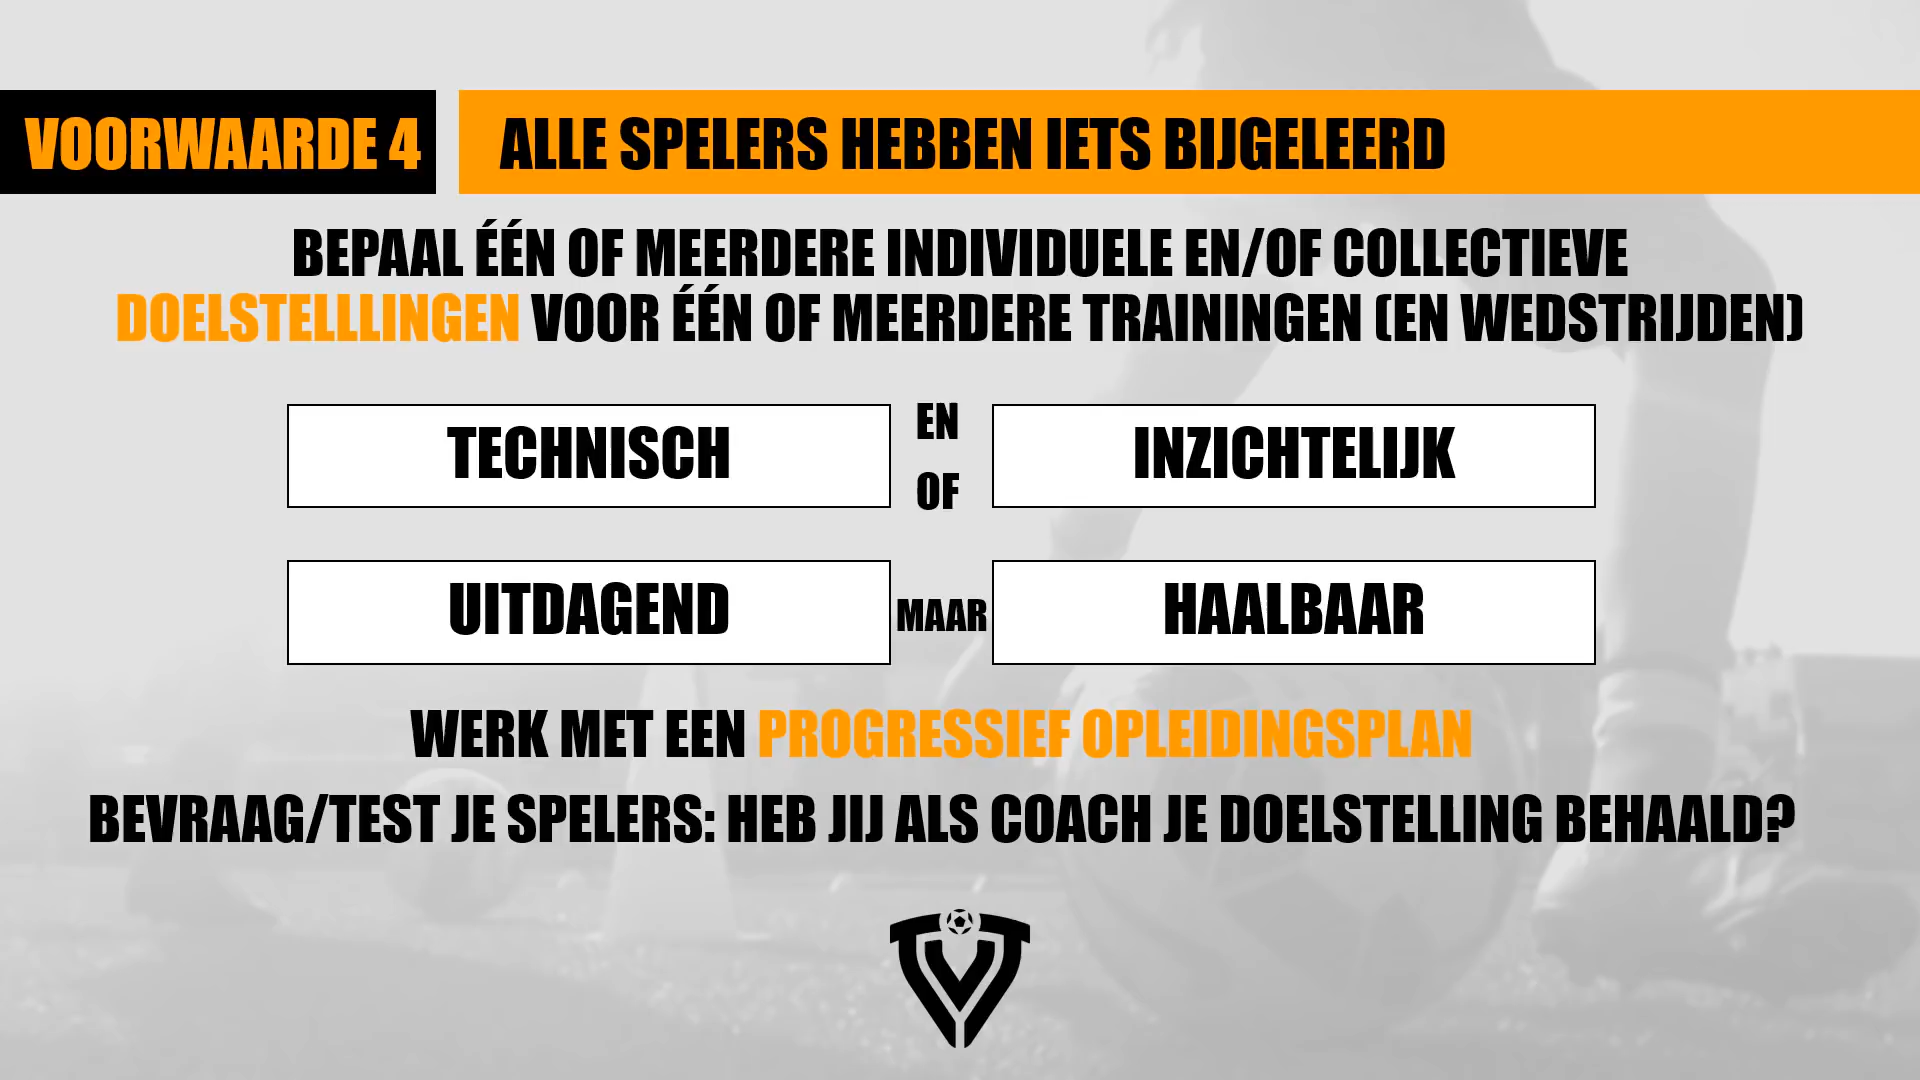 VOORWAARDE 4
ALLE SPELERS HEBBEN IETS BIJGELEERD
BEPAAL ÉÉN OF MEERDERE INDIVIDUELE EN/OF COLLECTIEVE
DOELSTELLLINGEN VOOR ÉÉN OF MEERDERE TRAININGEN (EN WEDSTRIJDEN)
TECHNISCH
EN
OF
INZICHTELIJK
UITDAGEND
MAAR
HAALBAAR
WERK MET EEN PROGRESSIEF OPLEIDINGSPLAN
BEVRAAG/TEST JE SPELERS: HEB JIJ ALS COACH JE DOELSTELLING BEHAALD?